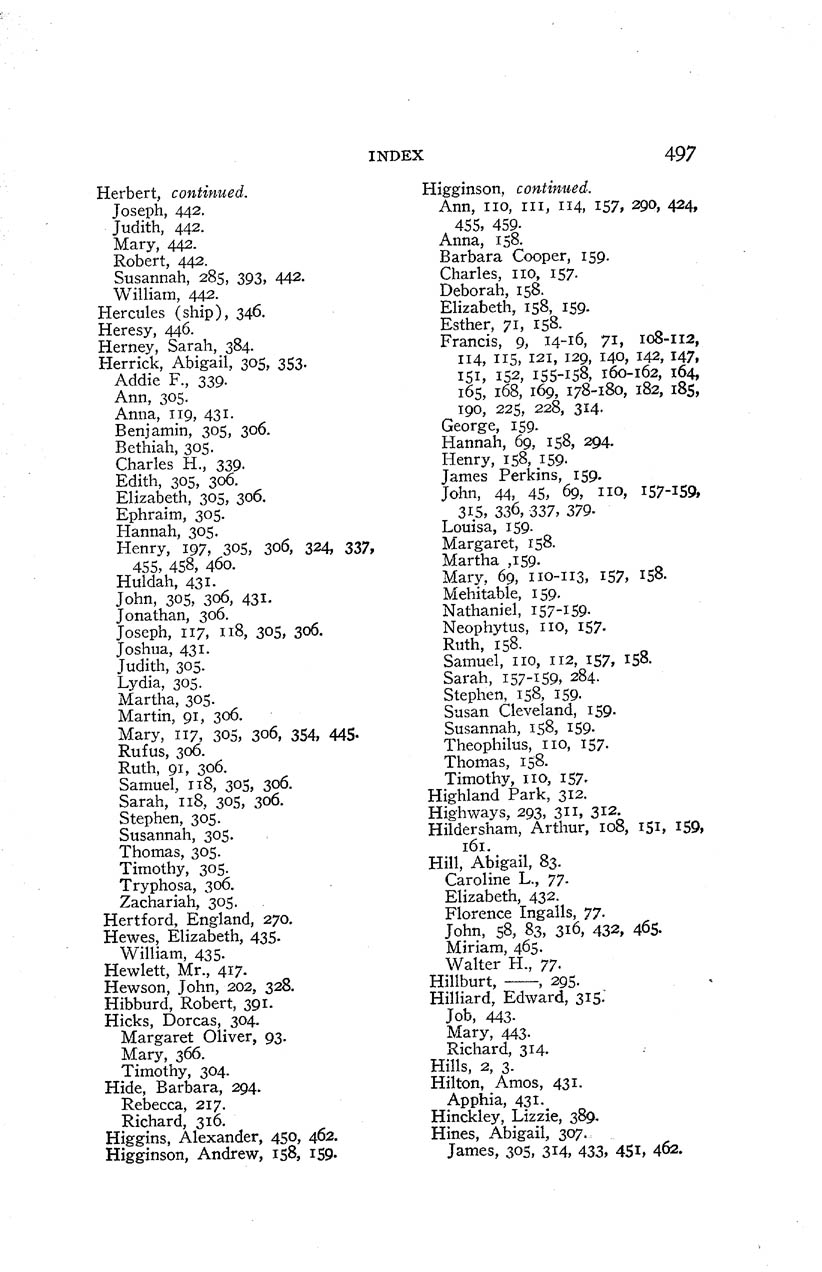 INDEX 497
Herbert, continued.
Joseph, 442.
Judith, 442.
Mary, 442.
Robert, 442.
Susannah, 285, 393, 442.
William, 442.
Hercules (ship), 346.
Heresy, 446.
Herney, Sarah, 384.
Herrick, Abigail, 305, 353.
Addie F., 339.
Ann, 305.
Anna, 119, 431.
Benjamin, 305, 306.
Bethiah, 305.
Charles H., 339.
Edith, 305, 306.
Elizabeth, 305, 306.
Ephraim, 305.
Hannah, 305.
Henry, 197, 305, 306, 324, 337,
455, 458, 460.
Huldah, 431.
John, 305, 306, 431.
Jonathan, 306.
Joseph, 117, 118, 305, 306.
Joshua, 431.
Judith, 305.
Lydia, 305.
Martha, 305.
Martin, 91, 306.
Mary, 117, 305, 306, 354, 445.
Rufus, 306.
Ruth, 91, 306.
Samuel, 118, 305, 306.
Sarah, 118, 305, 306.
Stephen, 305.
Susannah, 305.
Thomas, 305.
Timothy, 305.
Tryphosa, 306.
Zachariah, 305.
Hertford, England, 270.
Hewes, Elizabeth, 435.
William, 435.
Hewlett, Mr., 417.
Hewson, John, 202, 328.
Hibburd, Robert, 391.
Hicks, Dorcas, 304.
Margaret Oliver, 93.
Mary, 366.
Timothy, 304.
Hide, Barbara, 294.
Rebecca, 217.
Richard, 316.
Higgins, Alexander, 450, 462.
Higginson, Andrew, 158, 159.
Higginson, continued.
Ann, 110, 111, 114, 157, 290, 424,
455, 459.
Anna, 158.
Barbara Cooper, 159.
Charles, 110, 157.
Deborah, 158.
Elizabeth, 158, 159.
Esther, 71, 158.
Francis, 9, 14-16, 71, 108-112,
114, 115, 121, 129, 140, 142, 147,
151, 152, 155-158, 160-162, 164,
165, 168, 169, 178-180, 182, 185,
190, 225, 228, 314.
George, 159.
Hannah, 69, 158, 294.
Henry, 158, 159.
James Perkins, 159.
John, 44, 45, 69, 110, 157-159,
315, 336, 337, 379.
Louisa, 159.
Margaret, 158.
Martha ,159.
Mary, 69, 110-113, 157, 158.
Mehitable, 159.
Nathaniel, 157-159.
Neophytus, 110, 157.
Ruth, 158.
Samuel, 110, 112, 157, 158.
Sarah, 157-159, 284.
Stephen, 158, 159.
Susan Cleveland, 159.
Susannah, 158, 159.
Theophilus, 110, 157.
Thomas, 158.
Timothy, 110, 157.
Highland Park, 312.
Highways, 293, 311, 312.
Hildersham, Arthur, 108, 151, 159,
161.
Hill, Abigail, 83.
Caroline L., 77.
Elizabeth, 432.
Florence Ingalls, 77.
John, 58, 83, 316, 432, 465.
Miriam, 465.
Walter H., 77.
Hillburt, ——, 295.
Hilliard, Edward, 315.
Job, 443.
Mary, 443.
Richard, 314.
Hills, 2, 3.
Hilton, Amos, 431.
Apphia, 431.
Hinckley, Lizzie, 389.
Hines, Abigail, 307.
James, 305, 314, 433, 451, 462.